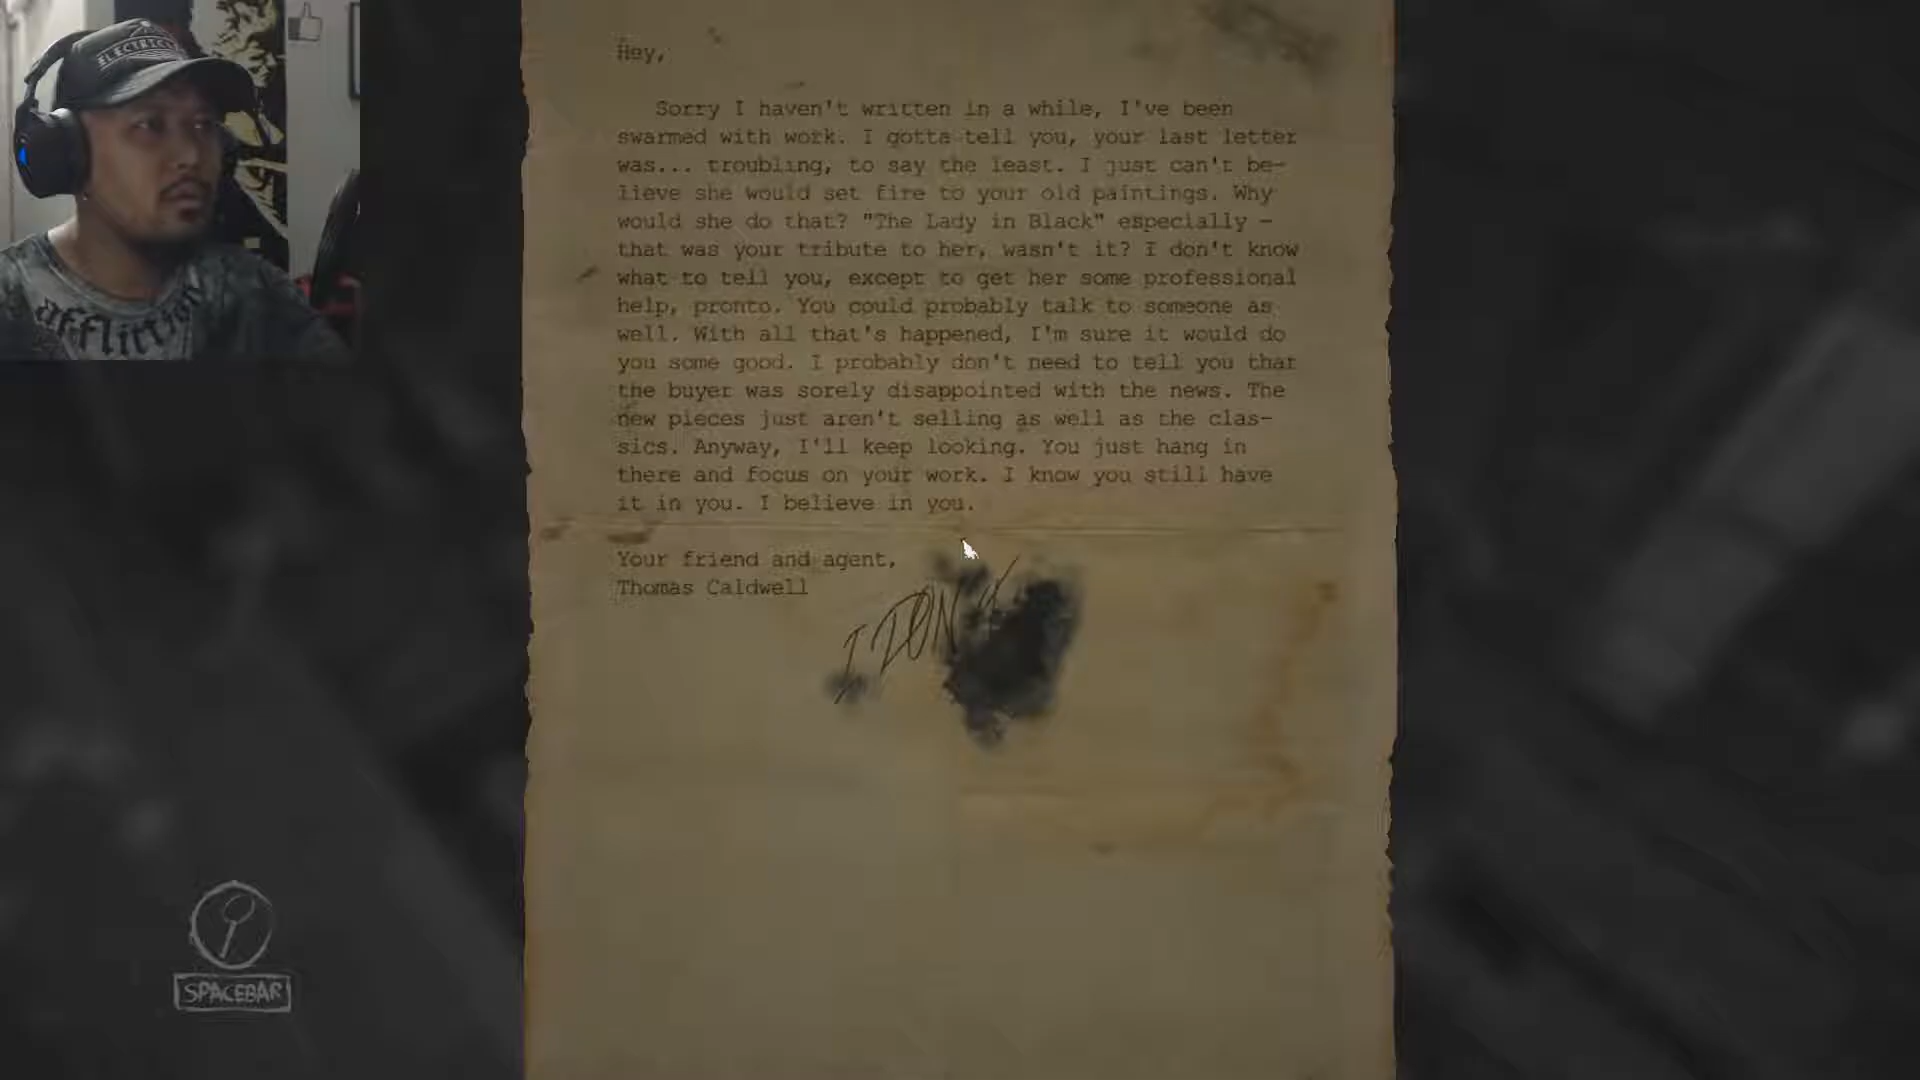 ELECTRIC
affliction
Hey,
Sorry I haven't written in a while, I've been
swarmed with work. I gotta tell you, your last letter
was... troubling, to say the least. I just can't be-
lieve she would set fire to your old paintings. Why
would she do that? "The Lady in Black" especially -
that was your tribute to her, wasn't it? I don't know
what to tell you, except to get her some professional
help, pronto. You could probably talk to someone as
well. With all that's happened, I'm sure it would do
you some good. I probably don't need to tell you that
the buyer was sorely disappointed with the news. The
new pieces just aren't selling as well as the clas-
sics. Anyway, I'll keep looking. You just hang in
there and focus on your work. I know you still have
it in you. I believe in you.
Your friend and agent,
Thomas Caldwell
I DON'T
SPACEBAR